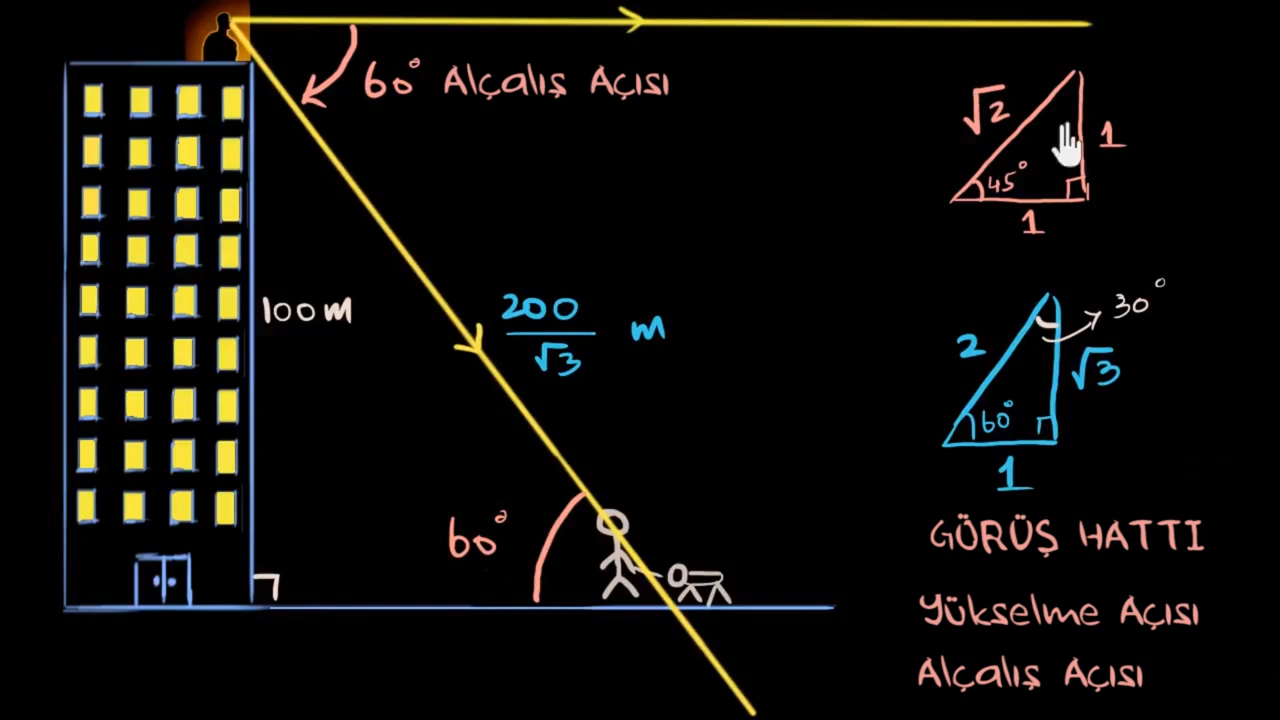 60° Alçalış Açısı
√2
1
45°
1
100m
200/√3 m
30°
2
√3
60°
1
60°
GÖRÜŞ HATTI
Yükselme Açısı
Alçalış Açısı